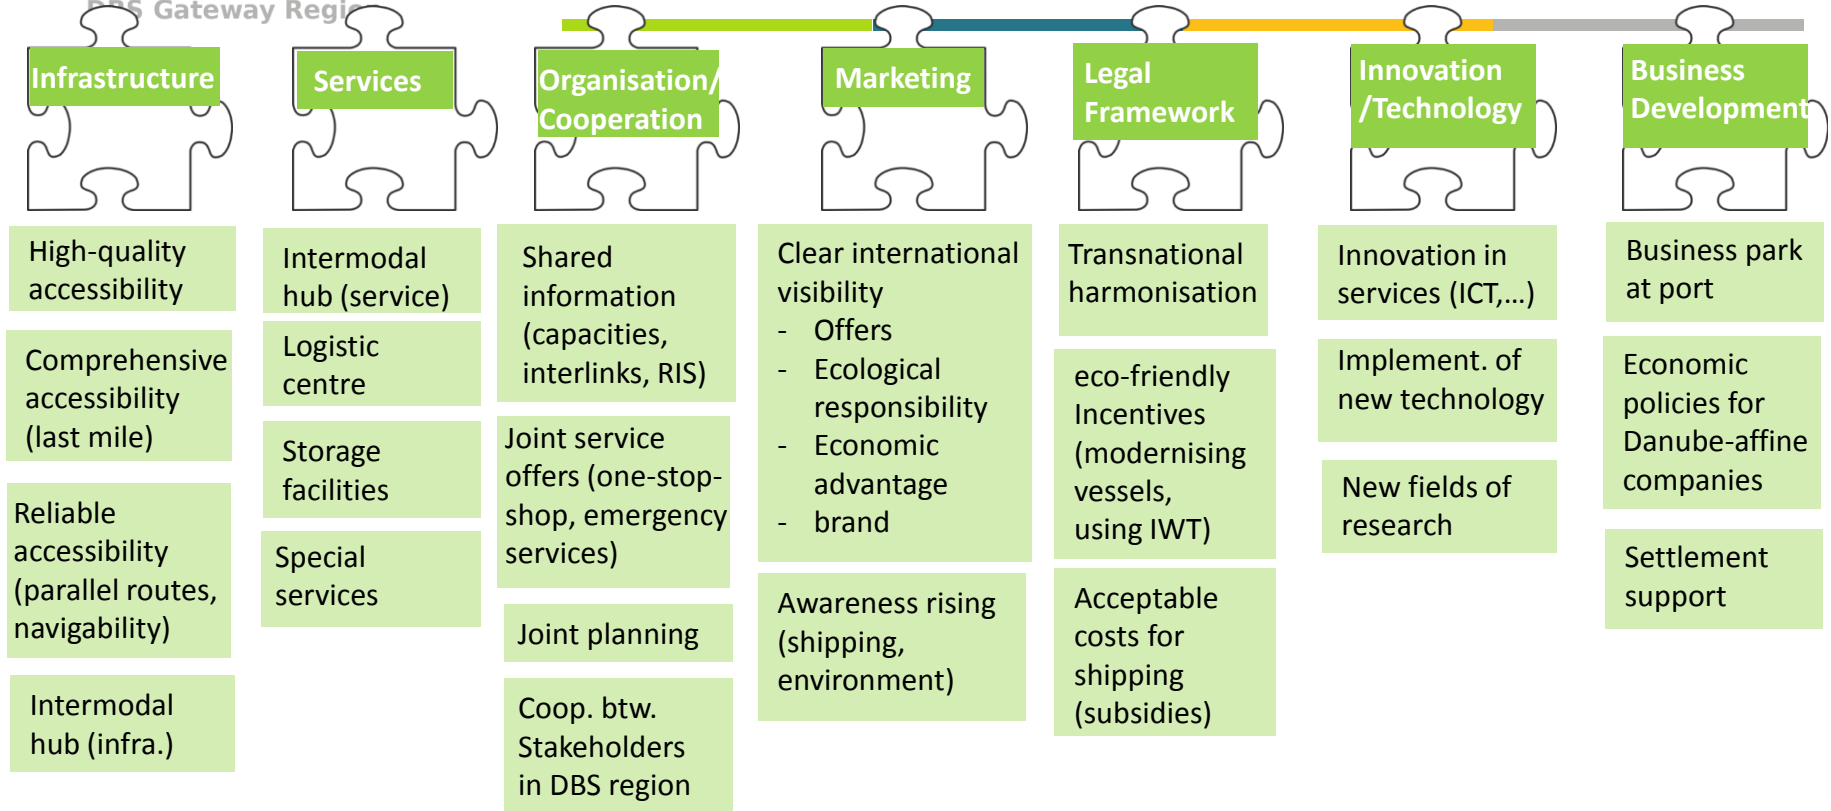 DBS Gateway Region
Infrastructure
High-quality
accessibility
Comprehensive
accessibility
(last mile)
Reliable
accessibility
(parallel routes,
navigability)
Intermodal
hub (infra.)
Services
Intermodal
hub (service)
Logistic
centre
Storage
facilities
Special
services
Organisation/
Cooperation
Shared
information
(capacities,
interlinks, RIS)
Joint service
offers (one-stop-
shop, emergency
services)
Joint planning
Coop. btw.
Stakeholders
in DBS region
Marketing
Clear international
visibility
- Offers
- Ecological
responsibility
- Economic
advantage
- brand
Awareness rising
(shipping,
environment)
Legal
Framework
Transnational
harmonisation
eco-friendly
Incentives
(modernising
vessels,
using IWT)
Acceptable
costs for
shipping
(subsidies)
Innovation
/Technology
Innovation in
services (ICT,...)
Implement. of
new technology
New fields of
research
Business
Development
Business park
at port
Economic
policies for
Danube-affine
companies
Settlement
support